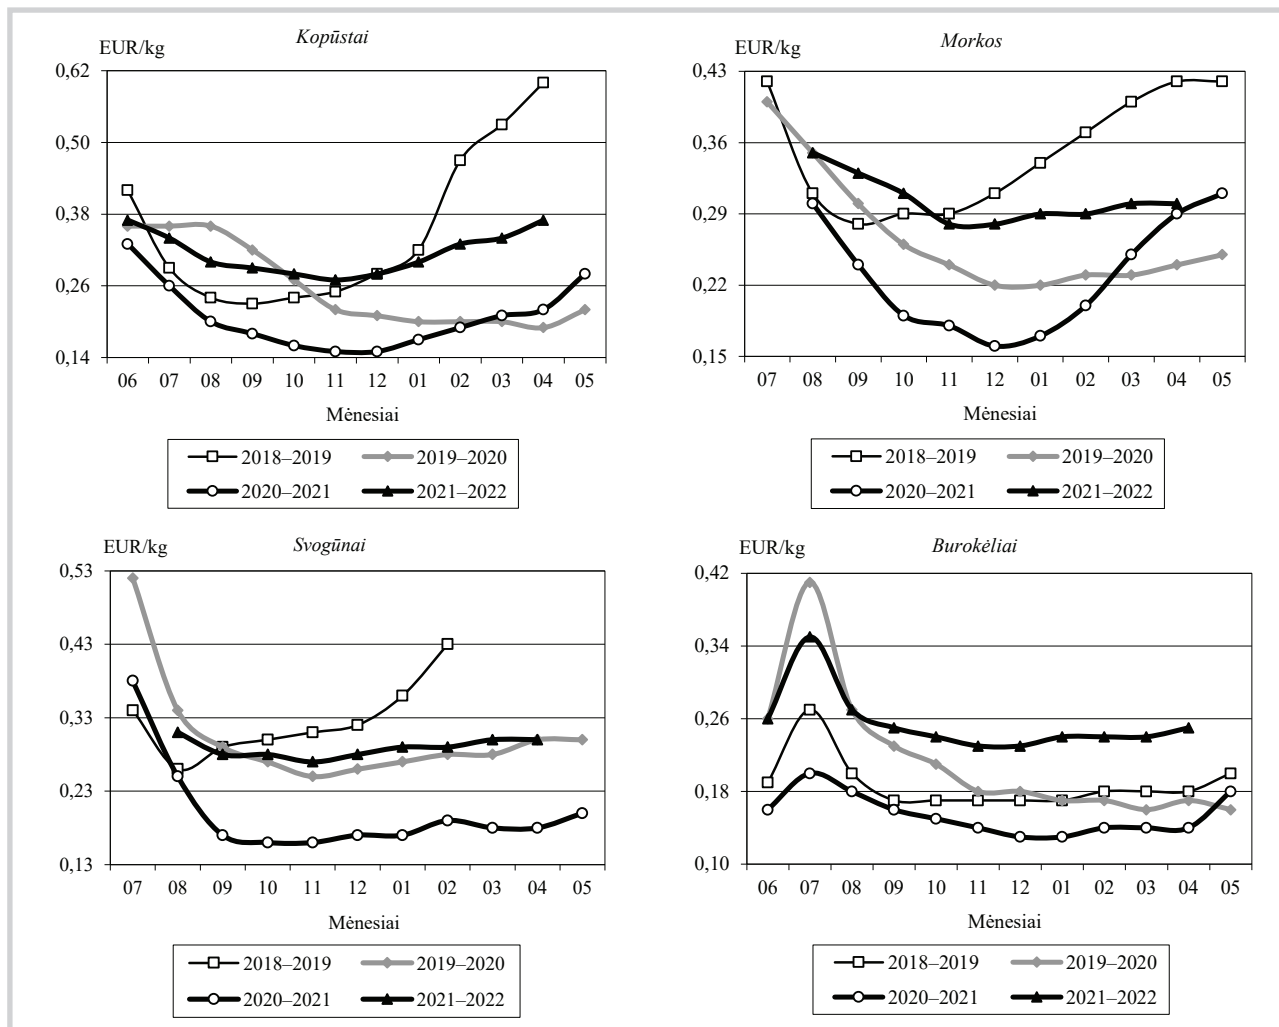 Kopūstai
EUR/kg
0,62
0,50
0,38
0,26
0,14
06 07 08 09 10 11 12 01 02 03 04 05
Mėnesiai
2018–2019 2019–2020
2020–2021 2021–2022
Morkos
EUR/kg
0,43
0,36
0,29
0,22
0,15
07 08 09 10 11 12 01 02 03 04 05
Mėnesiai
2018–2019 2019–2020
2020–2021 2021–2022
Svogūnai
EUR/kg
0,53
0,43
0,33
0,23
0,13
07 08 09 10 11 12 01 02 03 04 05
Mėnesiai
2018–2019 2019–2020
2020–2021 2021–2022
Burokėliai
EUR/kg
0,42
0,34
0,26
0,18
0,10
06 07 08 09 10 11 12 01 02 03 04 05
Mėnesiai
2018–2019 2019–2020
2020–2021 2021–2022